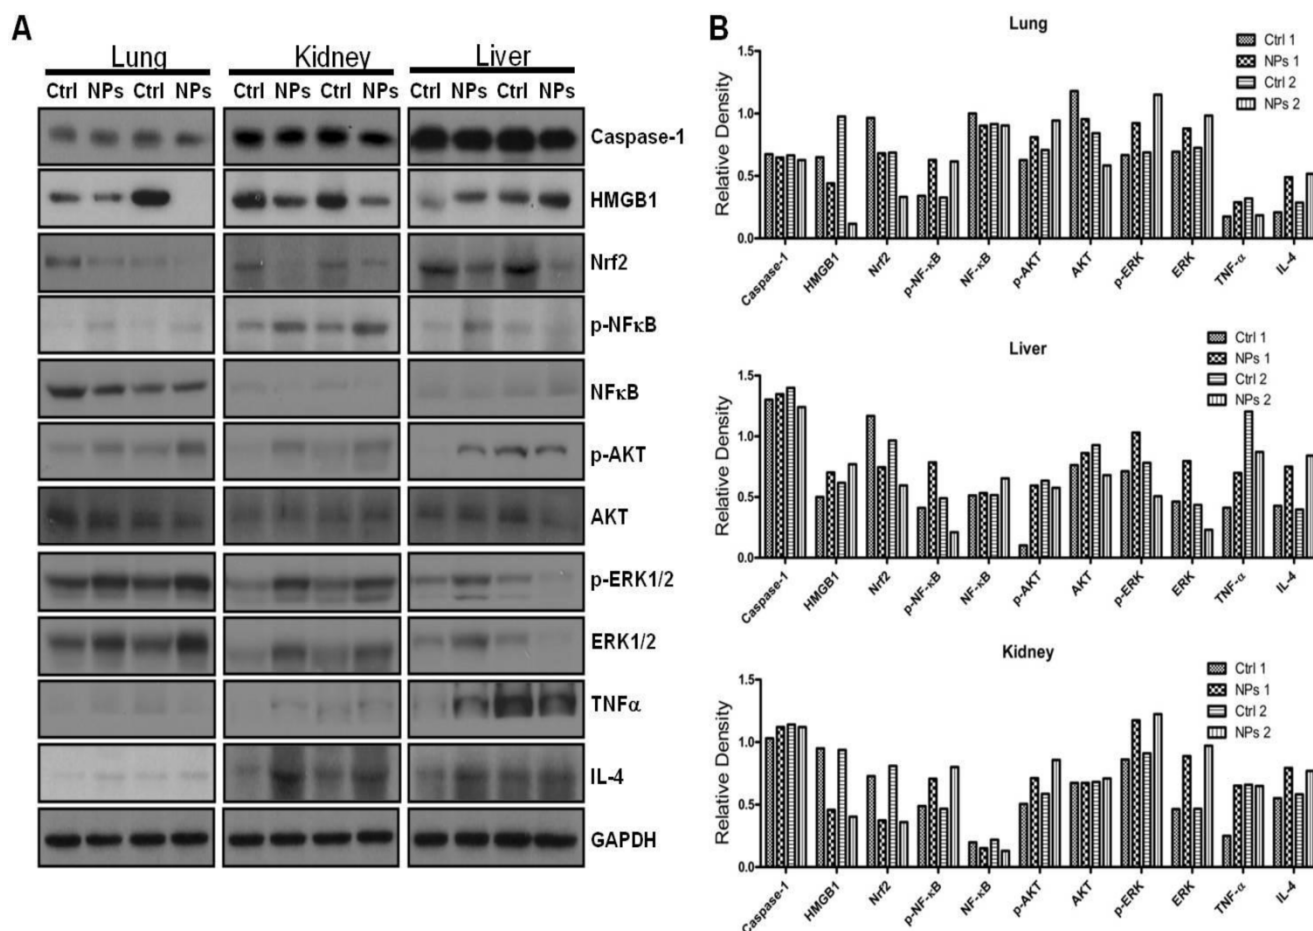 A
Lung Kidney Liver
Ctrl NPs Ctrl NPs Ctrl NPs Ctrl NPs Ctrl NPs Ctrl NPs
Caspase-1
HMGB1
Nrf2
p-NFκB
NFκB
p-AKT
AKT
p-ERK1/2
ERK1/2
TNFα
IL-4
GAPDH
B
Lung
Relative Density
1.5
1.0
0.5
0.0
Caspase-1 HMGB1 Nrf2 p-NF-κB NF-κB p-AKT AKT p-ERK ERK TNF-α IL-4
Ctrl 1
NPs 1
Ctrl 2
NPs 2
Liver
Relative Density
1.5
1.0
0.5
0.0
Caspase-1 HMGB1 Nrf2 p-NF-κB NF-κB p-AKT AKT p-ERK ERK TNF-α IL-4
Ctrl 1
NPs 1
Ctrl 2
NPs 2
Kidney
Relative Density
1.5
1.0
0.5
0.0
Caspase-1 HMGB1 Nrf2 p-NF-κB NF-κB p-AKT AKT p-ERK ERK TNF-α IL-4
Ctrl 1
NPs 1
Ctrl 2
NPs 2